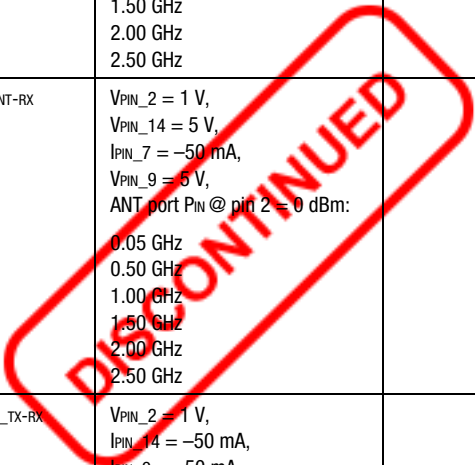 1.50 GHz
2.00 GHz
2.50 GHz
NT-RX
VPIN_2 = 1 V,
VPIN_14 = 5 V,
IPIN_7 = –50 mA,
VPIN_9 = 5 V,
ANT port PIN @ pin 2 = 0 dBm:
0.05 GHz
0.50 GHz
1.00 GHz
1.50 GHz
2.00 GHz
2.50 GHz
DISCONTINUED
_TX-RX
VPIN_2 = 1 V,
IPIN_14 = –50 mA,